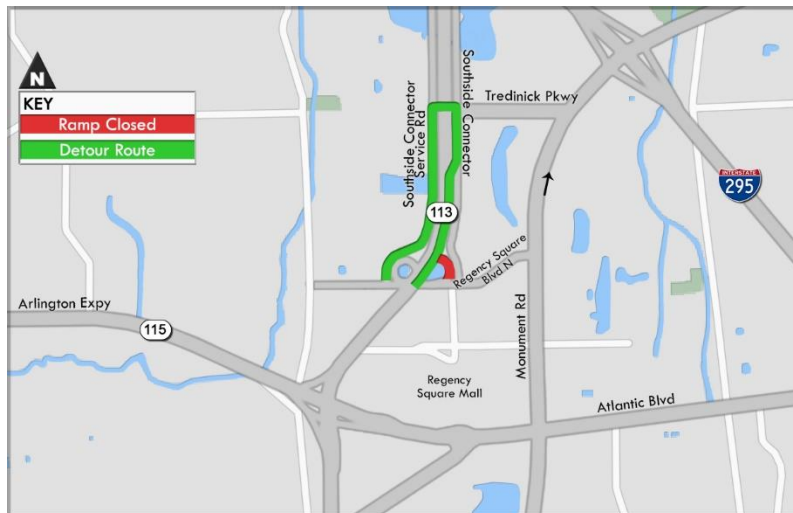 N
KEY
Ramp Closed
Detour Route
Southside Connector
Service Rd
Southside Connector
Tredinick Pkwy
INTERSTATE
295
113
Regency Square
Blvd N
Arlington Expy
115
Monument Rd
Regency
Square Mall
Atlantic Blvd